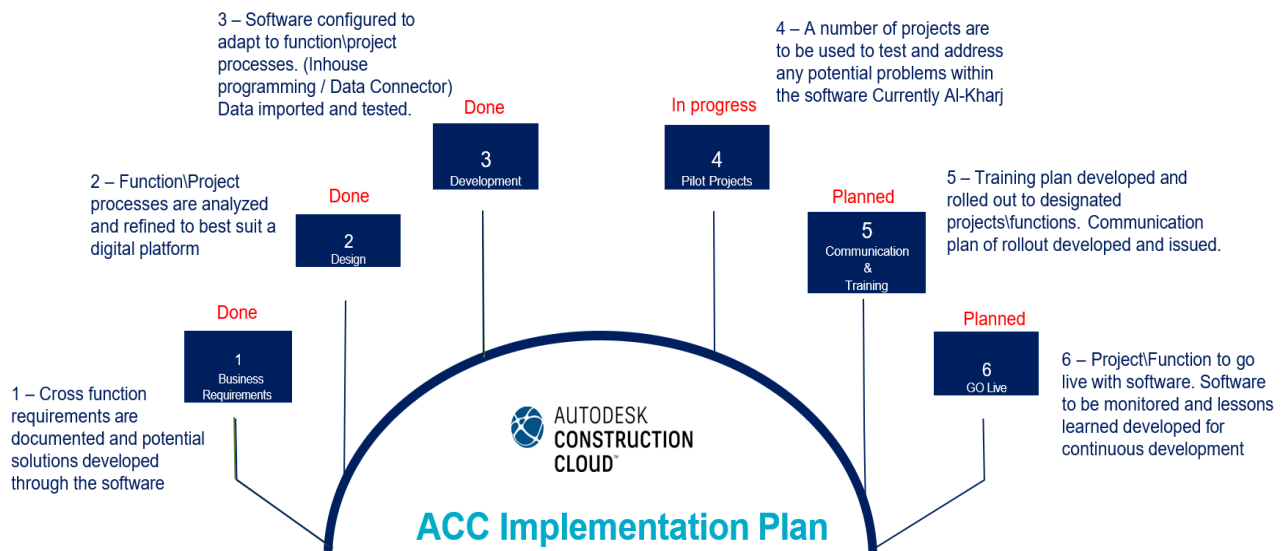 3 – Software configured to
adapt to function\project
processes. (Inhouse
programming / Data Connector)
Data imported and tested.
Done
3
Development
4 – A number of projects are
to be used to test and address
any potential problems within
the software Currently Al-Kharj
In progress
4
Pilot Projects
2 – Function\Project
processes are analyzed
and refined to best suit a
digital platform
Done
2
Design
Planned
5
Communication
&
Training
5 – Training plan developed and
rolled out to designated
projects\functions. Communication
plan of rollout developed and issued.
Done
1
Business
Requirements
1 – Cross function
requirements are
documented and potential
solutions developed
through the software
Planned
6
GO Live
6 – Project\Function to go
live with software. Software
to be monitored and lessons
learned developed for
continuous development
AUTODESK
CONSTRUCTION
CLOUD™
ACC Implementation Plan